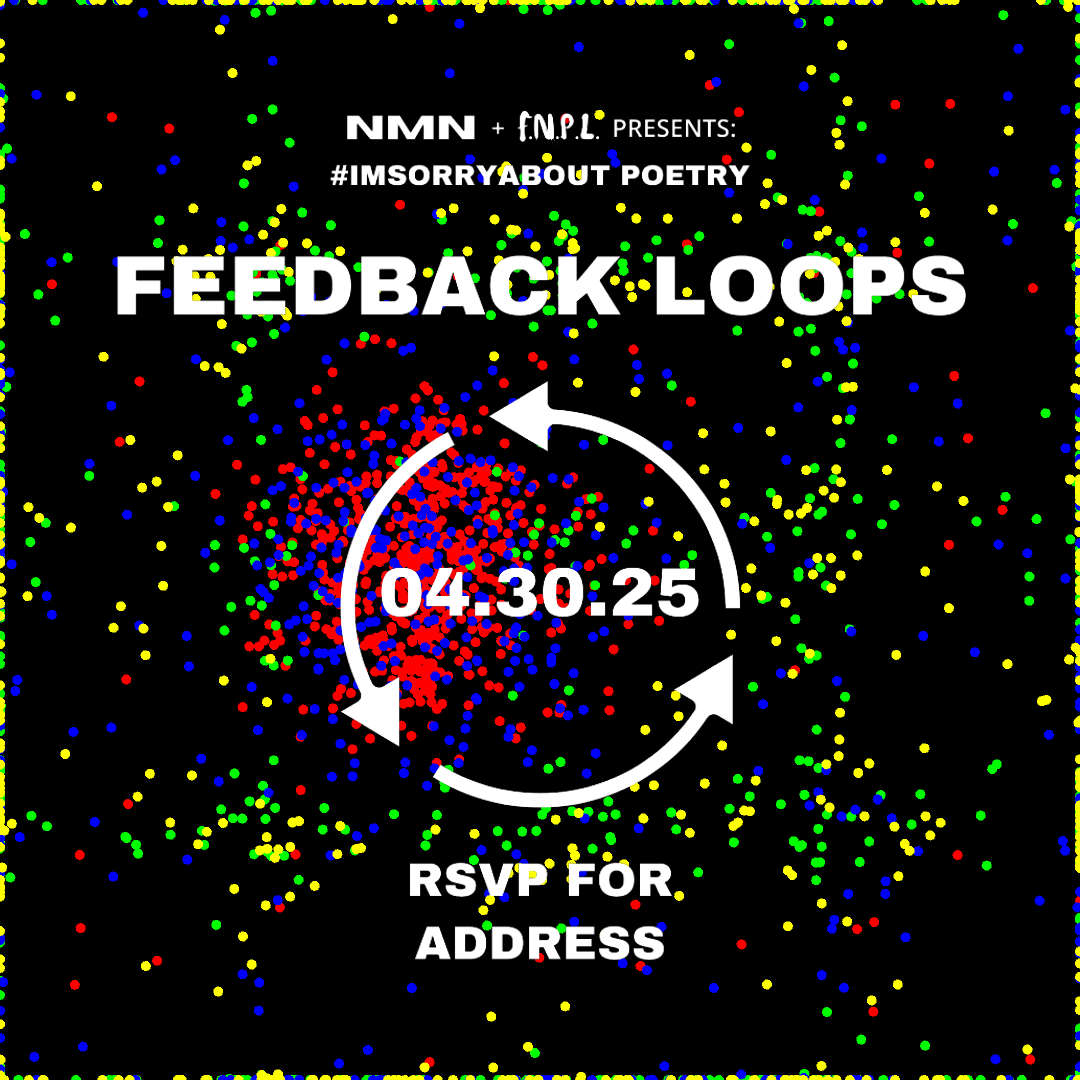 NMN + F.N.P.L. PRESENTS:
#IMSORRYABOUT POETRY
FEEDBACK LOOPS
04.30.25
RSVP FOR
ADDRESS